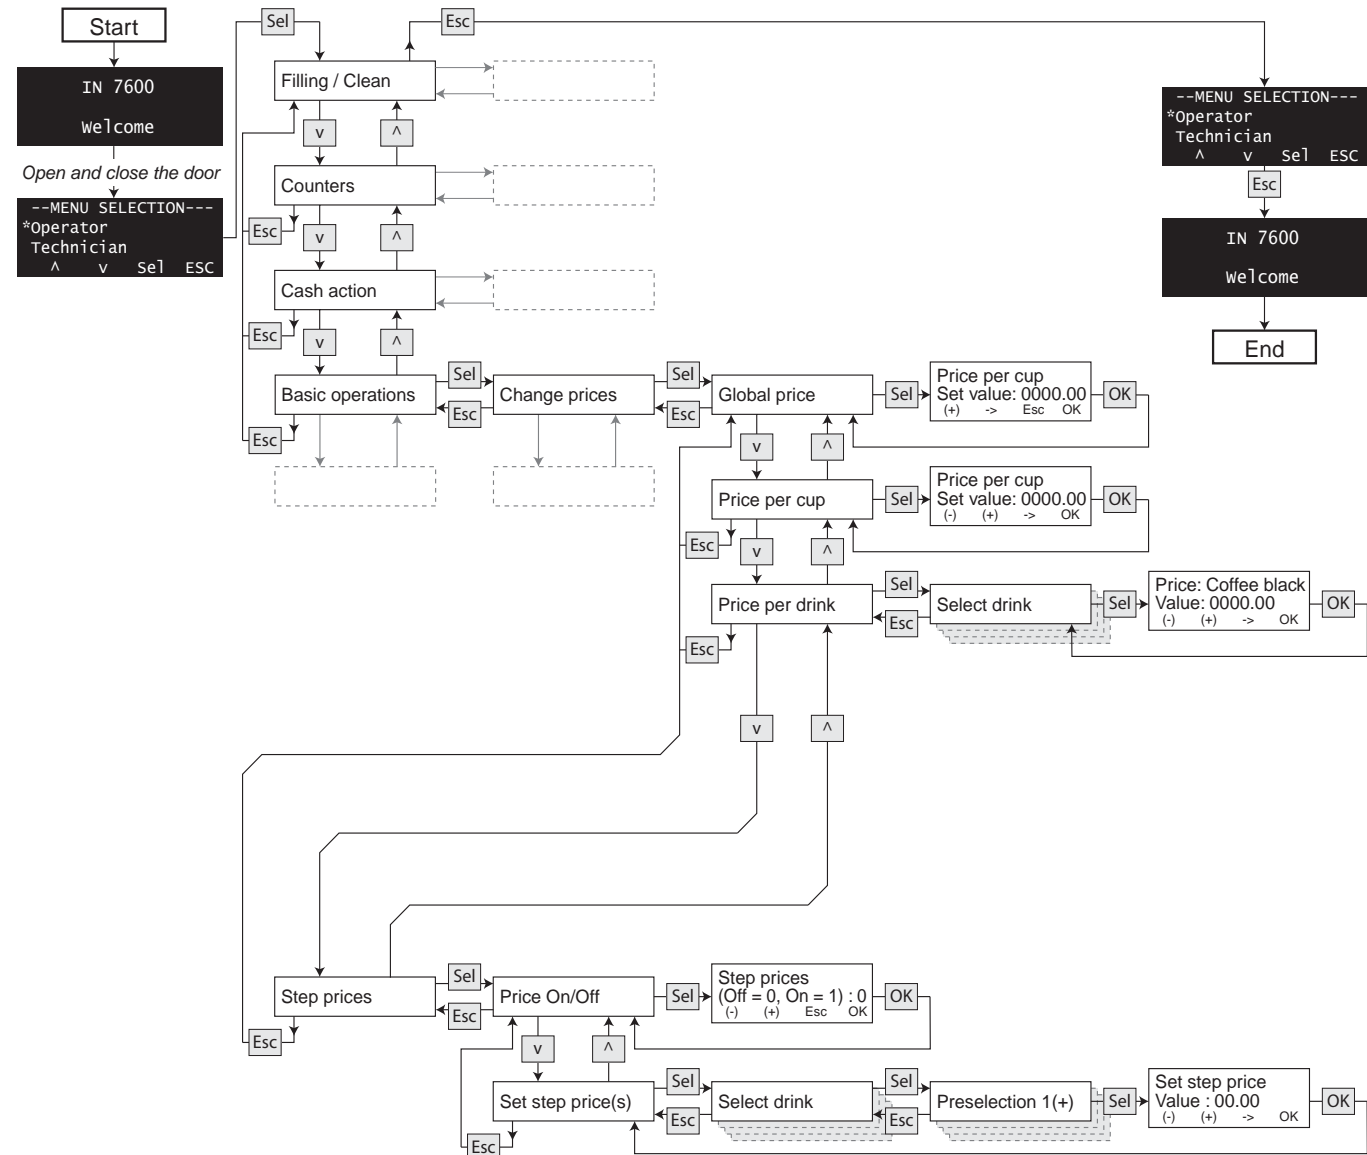 Start
Sel
Esc
IN 7600
Welcome
Open and close the door
--MENU SELECTION---
*Operator
Technician
^ v Sel ESC
Filling / Clean
v ^
Counters
Esc
v ^
Cash action
Esc
v ^
--MENU SELECTION---
*Operator
Technician
^ v Sel ESC
Esc
IN 7600
Welcome
End
Basic operations
Esc
Sel
Esc
Change prices
Sel
Esc
Global price
Sel
Price per cup
Set value: 0000.00
(+) -> Esc OK
OK
v ^
Price per cup
Esc
Sel
Price per cup
Set value: 0000.00
(-) (+) -> OK
OK
v ^
Price per drink
Esc
Sel
Esc
Select drink
Sel
Price: Coffee black
Value: 0000.00
(-) (+) -> OK
OK
v ^
Step prices
Esc
Sel
Esc
Price On/Off
Sel
Step prices
(Off = 0, On = 1) : 0
(-) (+) Esc OK
OK
v ^
Set step price(s)
Esc
Sel
Esc
Select drink
Sel
Esc
Preselection 1(+)
Sel
Set step price
Value : 00.00
(-) (+) -> OK
OK